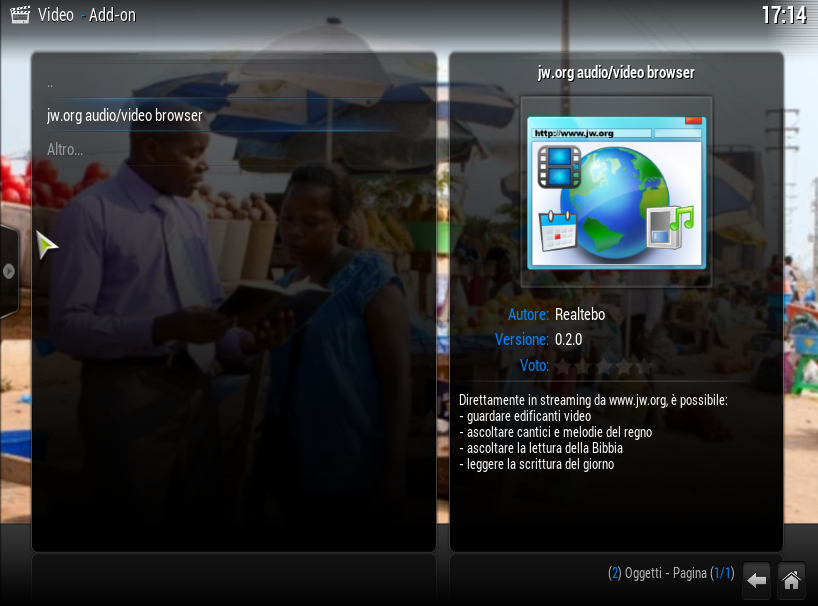 Video - Add-on
17:14
..
jw.org audio/video browser
Altro...
jw.org audio/video browser
http://www.jw.org
Autore: Realtebo
Versione: 0.2.0
Voto:
Direttamente in streaming da www.jw.org, è possibile:
- guardare edificanti video
- ascoltare cantici e melodie del regno
- ascoltare la lettura della Bibbia
- leggere la scrittura del giorno
(2) Oggetti - Pagina (1/1)